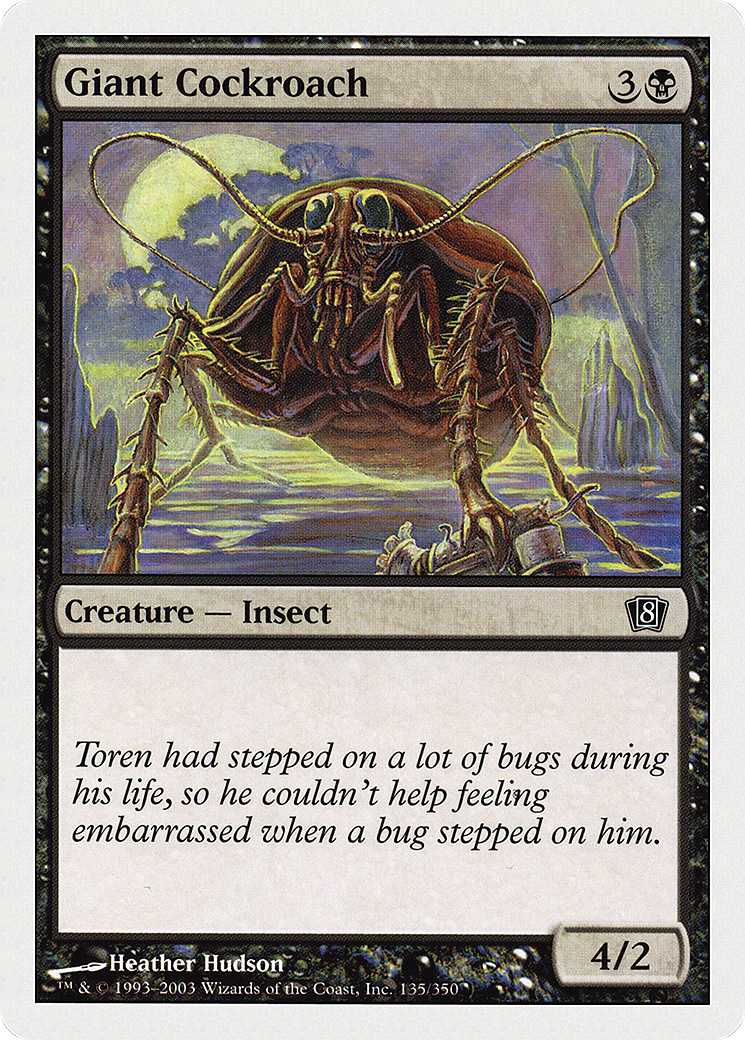 Giant Cockroach
3
Creature — Insect
8
Toren had stepped on a lot of bugs during
his life, so he couldn't help feeling
embarrassed when a bug stepped on him.
4/2
Heather Hudson
™ & © 1993–2003 Wizards of the Coast, Inc. 135/350